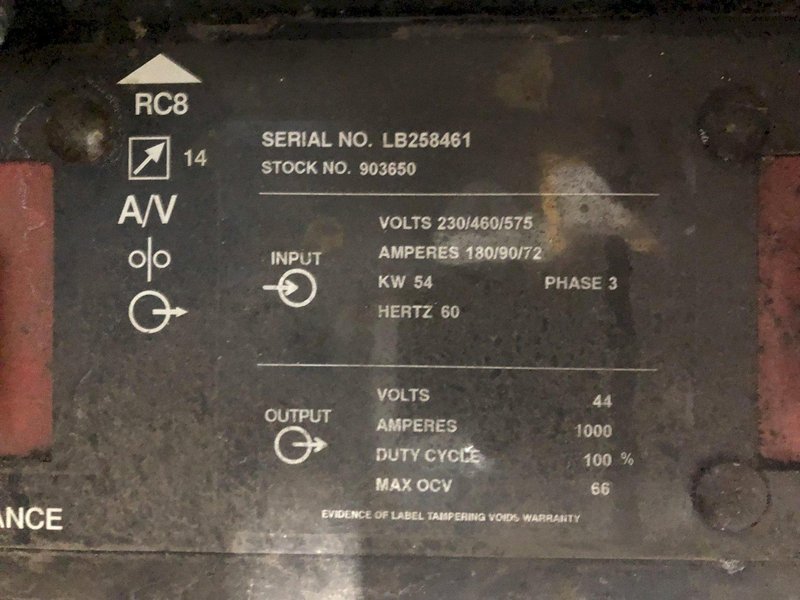 RC8
14
A/V
SERIAL NO. LB258461
STOCK NO. 903650
INPUT
VOLTS 230/460/575
AMPERES 180/90/72
KW 54 PHASE 3
HERTZ 60
OUTPUT
VOLTS 44
AMPERES 1000
DUTY CYCLE 100 %
MAX OCV 66
EVIDENCE OF LABEL TAMPERING VOIDS WARRANTY
ANCE